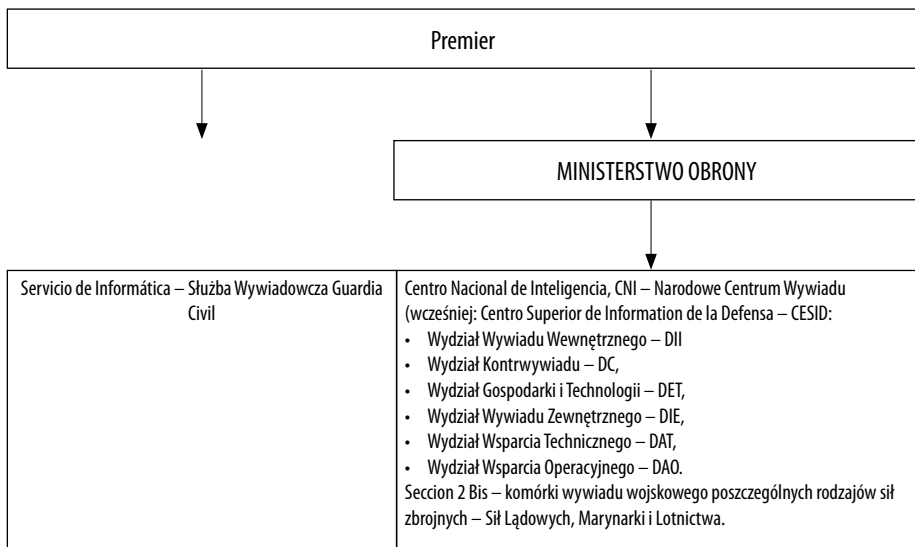 Premier
MINISTERSTWO OBRONY
Servicio de Informática – Służba Wywiadowcza Guardia
Civil
Centro Nacional de Inteligencia, CNI – Narodowe Centrum Wywiadu
(wcześniej: Centro Superior de Information de la Defensa – CESID:
• Wydział Wywiadu Wewnętrznego – DII
• Wydział Kontrwywiadu – DC,
• Wydział Gospodarki i Technologii – DET,
• Wydział Wywiadu Zewnętrznego – DIE,
• Wydział Wsparcia Technicznego – DAT,
• Wydział Wsparcia Operacyjnego – DAO.
Seccion 2 Bis – komórki wywiadu wojskowego poszczególnych rodzajów sił
zbrojnych – Sił Lądowych, Marynarki i Lotnictwa.